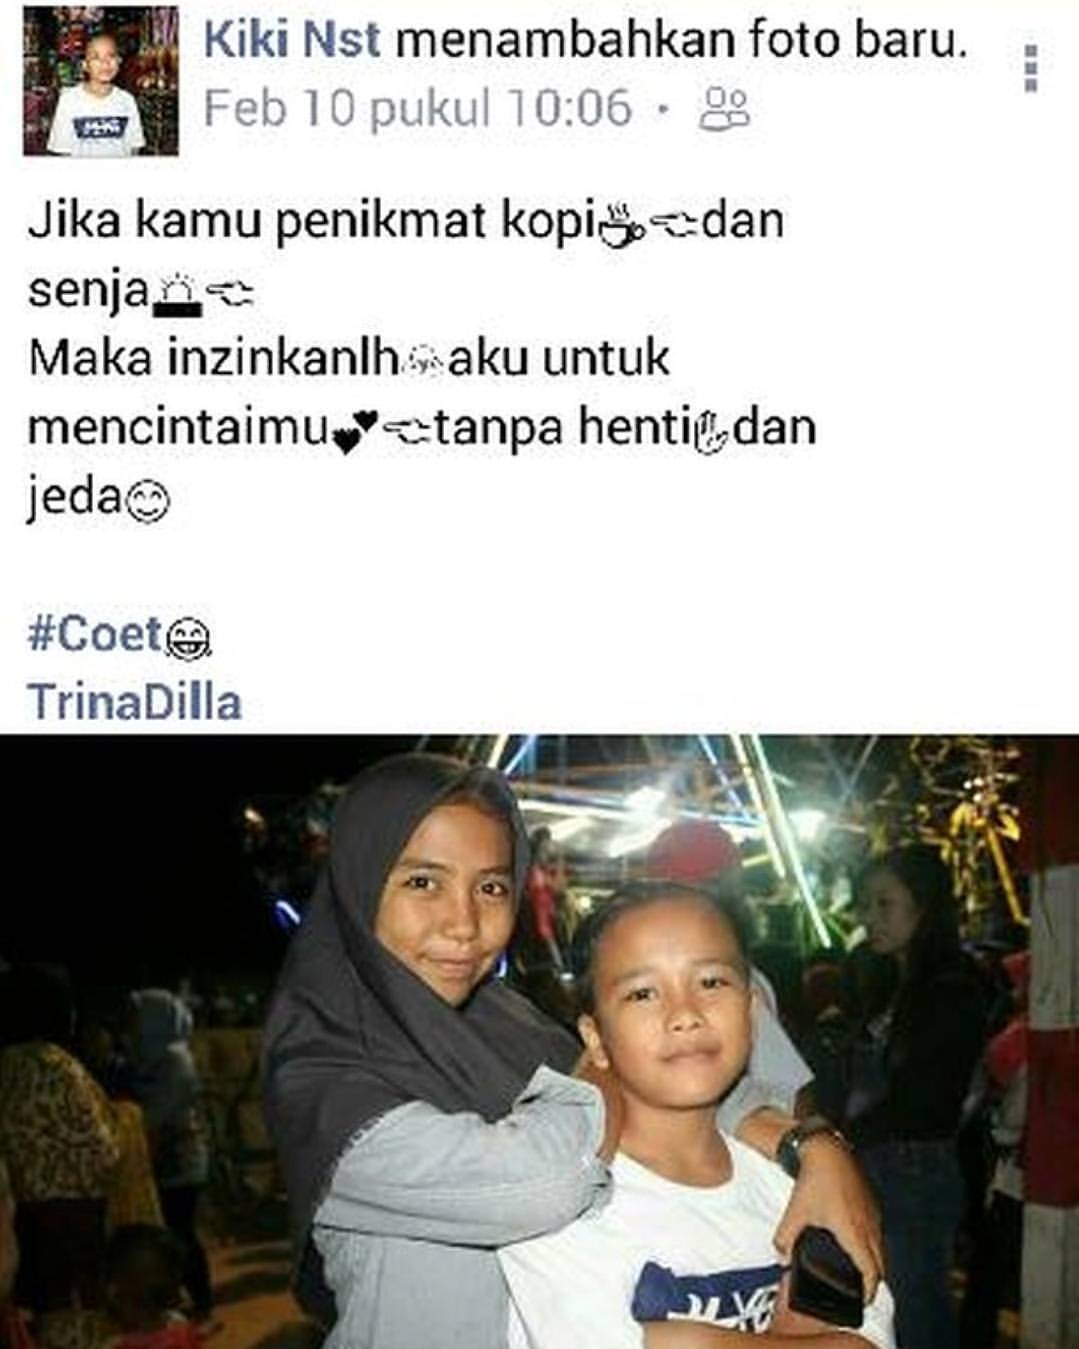 Kiki Nst menambahkan foto baru.
Feb 10 pukul 10:06 ·
Jika kamu penikmat kopi☕👈dan
senja🌅👈
Maka inzinkanlh🙏aku untuk
mencintaimu💕👈tanpa henti✋dan
jeda😊
#Coet😁
TrinaDilla